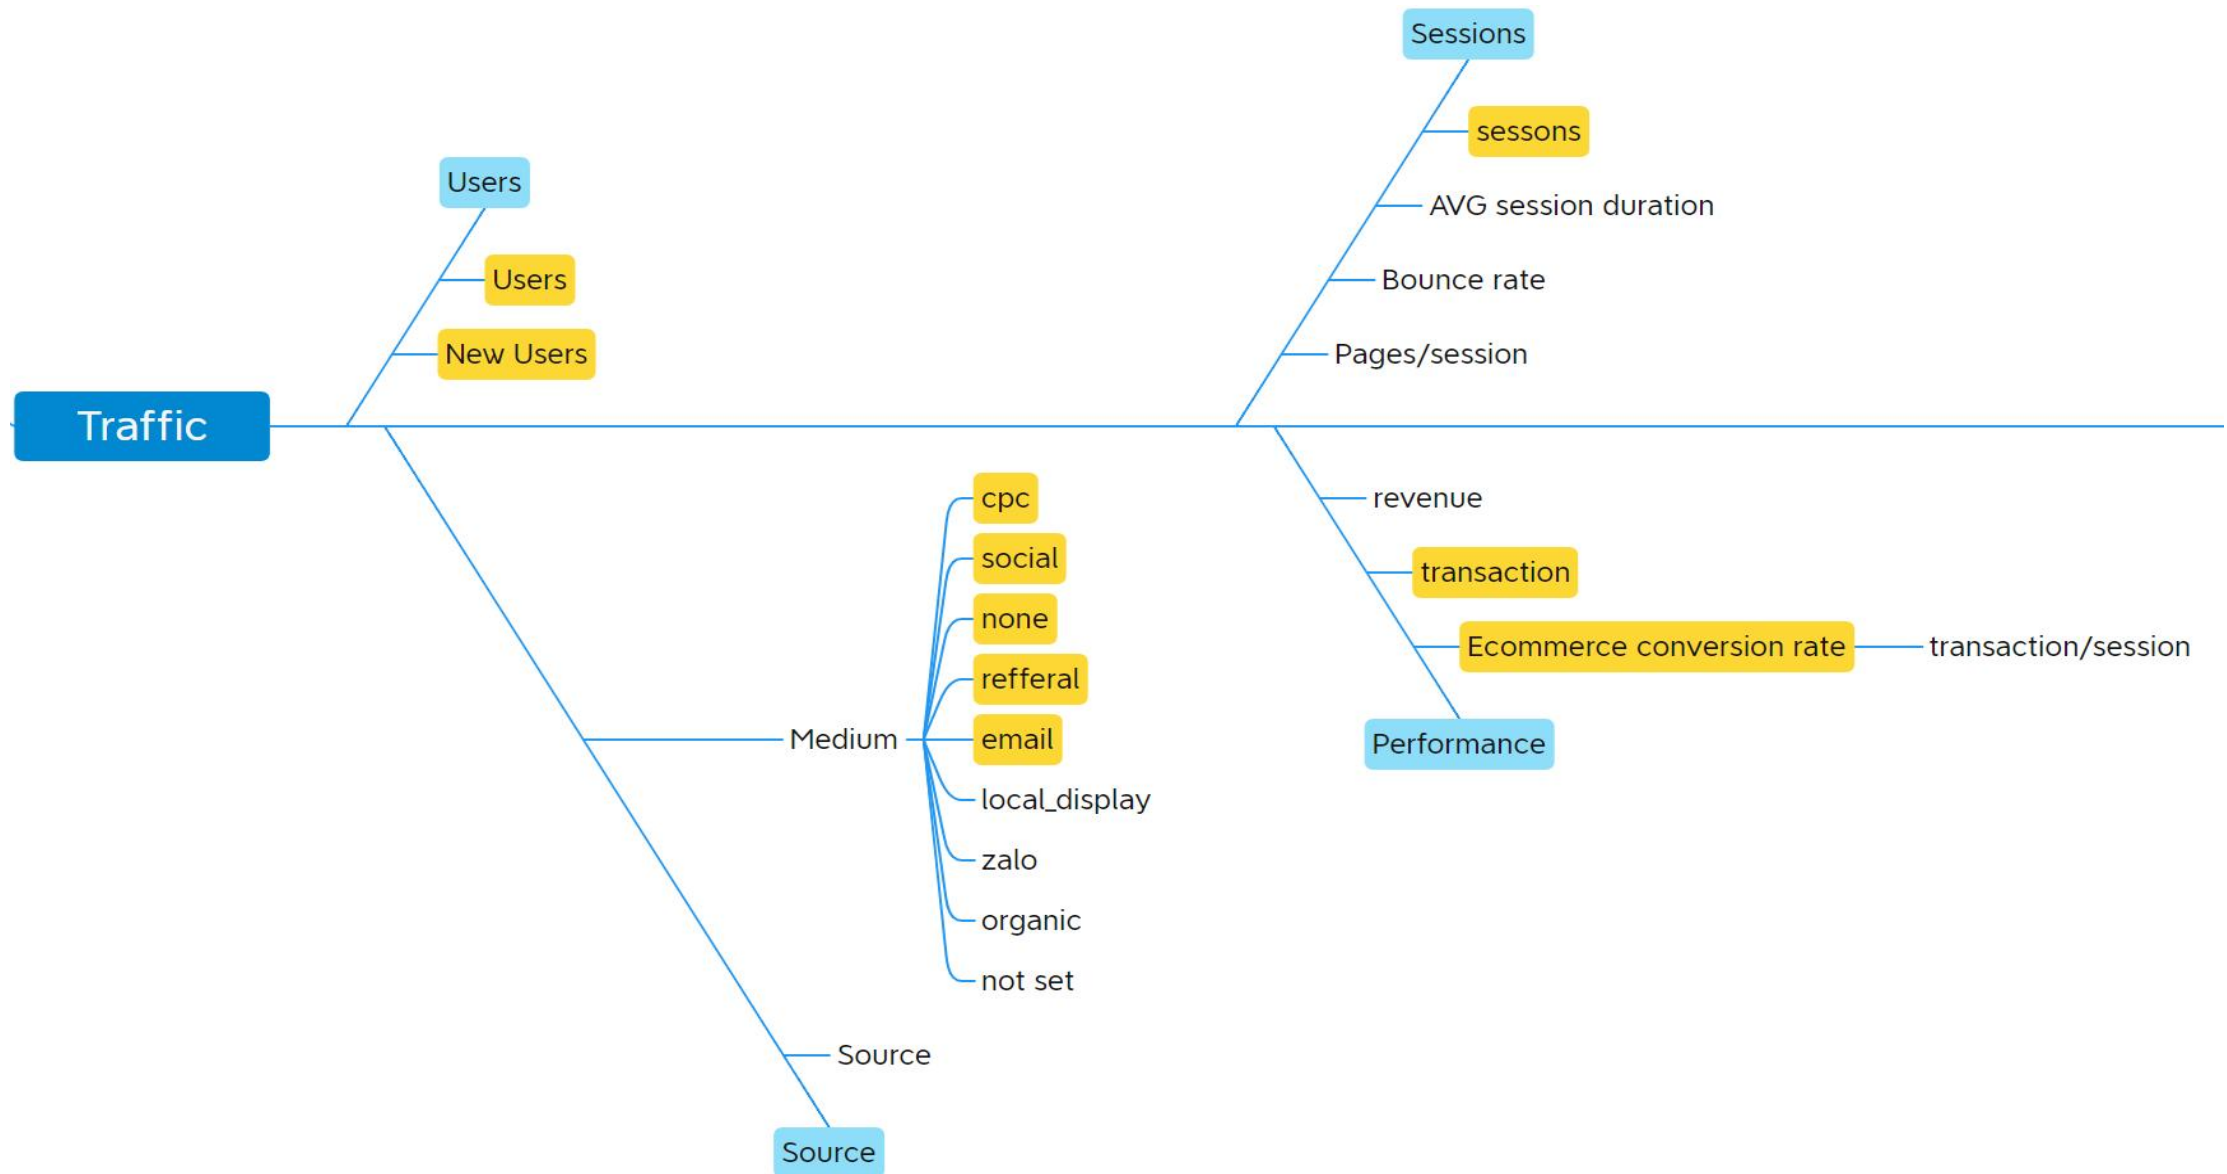 Traffic
Users
Users
New Users
Sessions
sessons
AVG session duration
Bounce rate
Pages/session
cpc
social
none
refferal
email
local_display
zalo
organic
not set
Medium
Source
Source
revenue
transaction
Ecommerce conversion rate
transaction/session
Performance